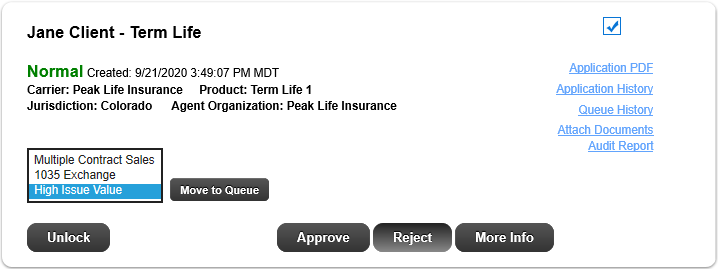 Jane Client - Term Life
Normal Created: 9/21/2020 3:49:07 PM MDT
Carrier: Peak Life Insurance Product: Term Life 1
Jurisdiction: Colorado Agent Organization: Peak Life Insurance
Application PDF
Application History
Queue History
Attach Documents
Audit Report
Multiple Contract Sales
1035 Exchange
High Issue Value
Move to Queue
Unlock
Approve
Reject
More Info